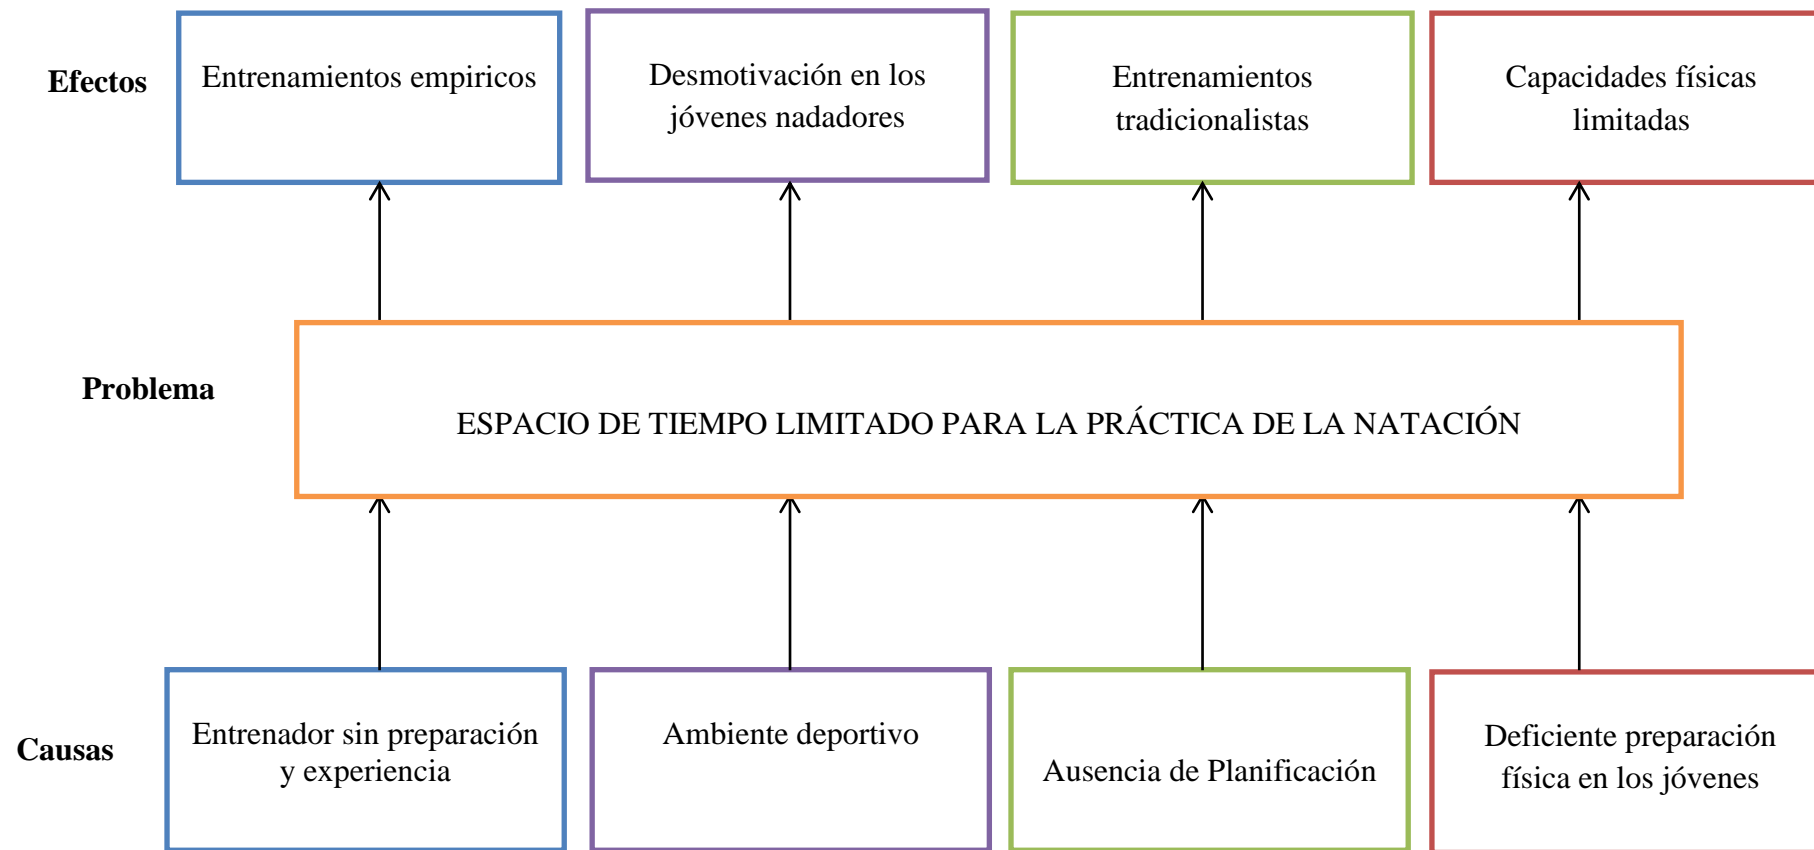 Efectos
Entrenamientos empiricos
Desmotivación en los
jóvenes nadadores
Entrenamientos
tradicionalistas
Capacidades físicas
limitadas
Problema
ESPACIO DE TIEMPO LIMITADO PARA LA PRÁCTICA DE LA NATACIÓN
Causas
Entrenador sin preparación
y experiencia
Ambiente deportivo
Ausencia de Planificación
Deficiente preparación
física en los jóvenes